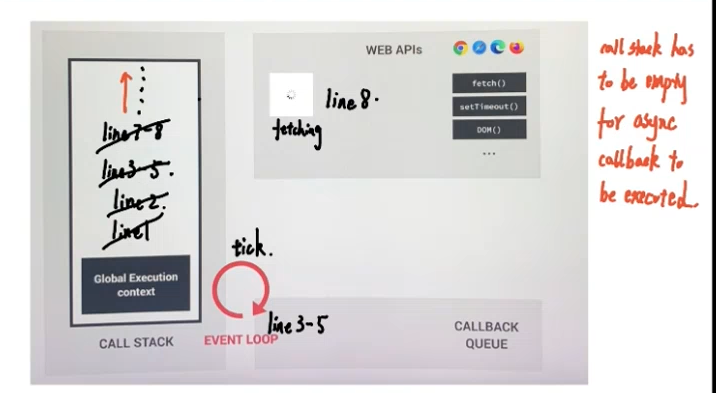 WEB APIs
fetch()
setTimeout()
DOM()
...
line 8.
fetching
line 7-8
line 3-5.
line 2.
line 1
Global Execution
context
CALL STACK
tick.
EVENT LOOP
line 3-5
CALLBACK
QUEUE
call stack has
to be empty
for async
callback to
be executed.